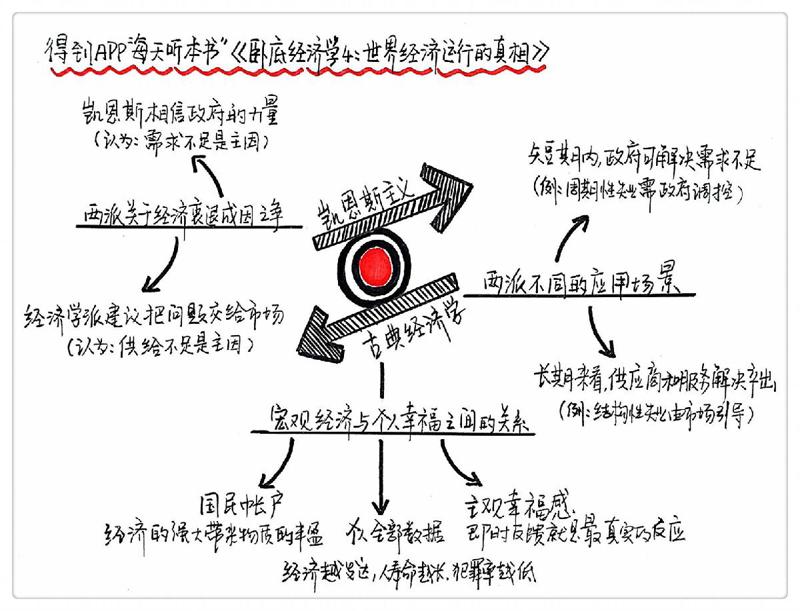 得到APP“每天听本书”《卧底经济学4:世界经济运行的真相》
凯恩斯相信政府的力量
(认为:需求不足是主因)
两派关于经济衰退成因之争
经济学派建议把问题交给市场
(认为:供给不足是主因)
凯恩斯主义
古典经济学
短期内,政府可解决需求不足
(例:周期性失业需政府调控)
两派不同的应用场景
长期来看,供应商和服务解决产出
(例:结构性失业由市场引导)
宏观经济与个人幸福之间的关系
国民帐户
经济的强大带来物质的丰盈
个人全部数据
主观幸福感.
即时反馈就是最真实的反应
经济越发达,人寿命越长.犯罪率越低